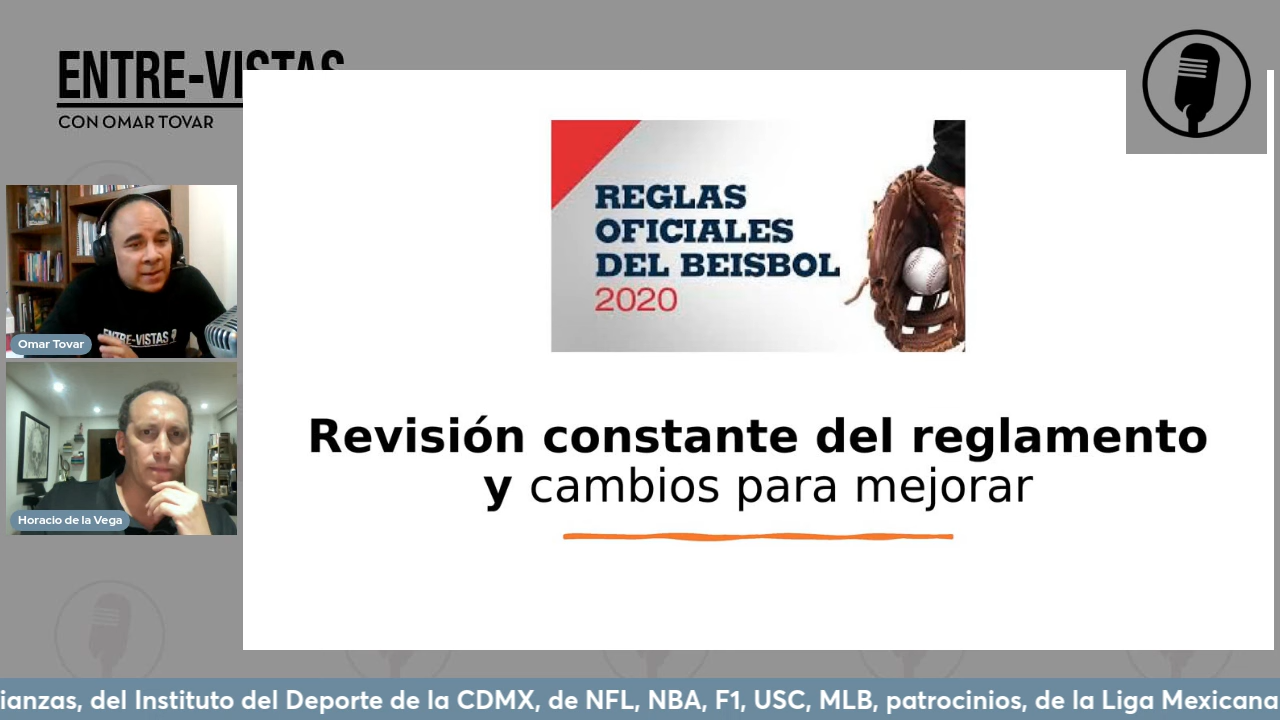 ENTRE-VISTAS
CON OMAR TOVAR
REGLAS
OFICIALES
DEL BEISBOL
2020
ENTRE-VISTAS
Omar Tovar
Horacio de la Vega
Revisión constante del reglamento
y cambios para mejorar
ianzas, del Instituto del Deporte de la CDMX, de NFL, NBA, F1, USC, MLB, patrocinios, de la Liga Mexicana